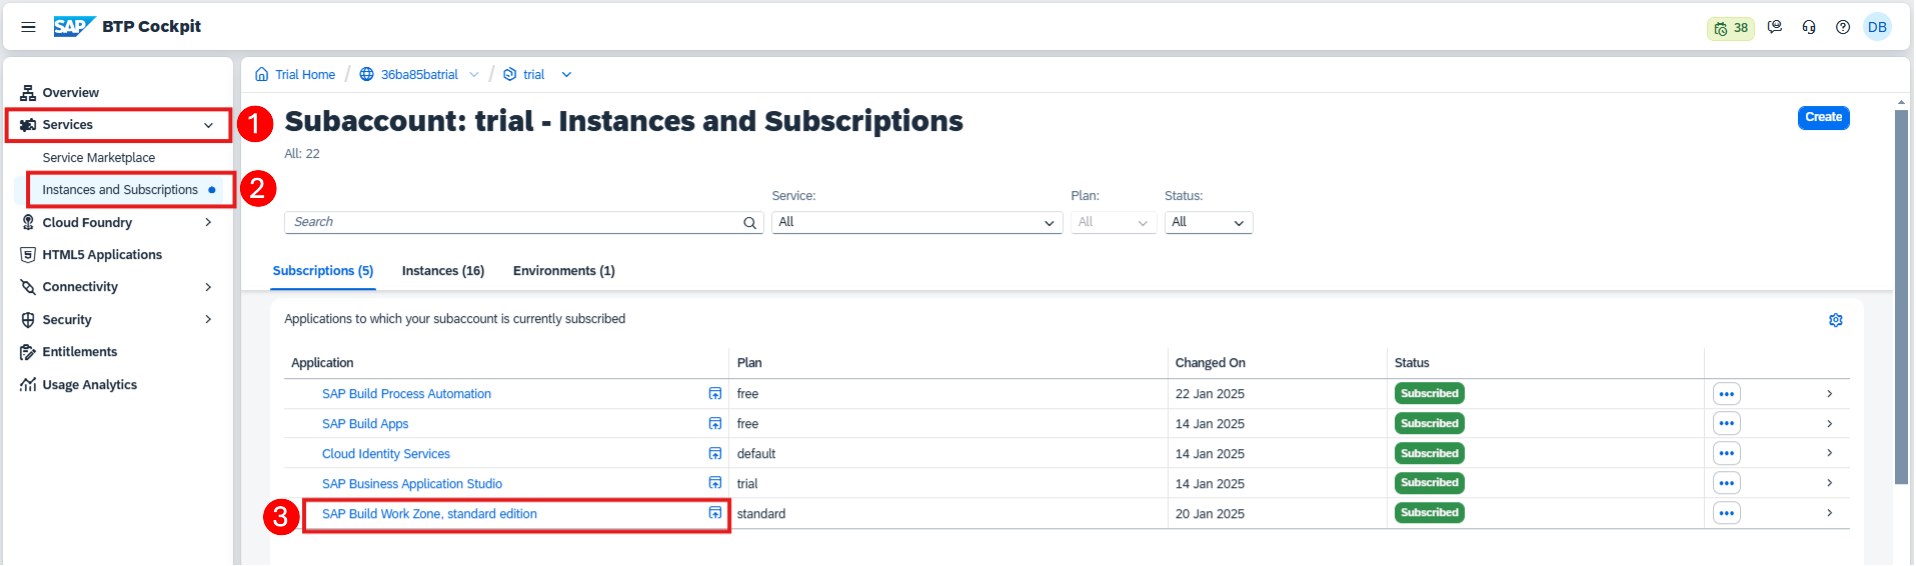 SAP BTP Cockpit
38
DB
Overview
Services
1
Service Marketplace
Instances and Subscriptions
2
Cloud Foundry
HTML5 Applications
Connectivity
Security
Entitlements
Usage Analytics
Trial Home / 36ba85batrial / trial
Subaccount: trial - Instances and Subscriptions
Create
All: 22
Service: Plan: Status:
Search All All All
Subscriptions (5) Instances (16) Environments (1)
Applications to which your subaccount is currently subscribed
Application Plan Changed On Status
SAP Build Process Automation free 22 Jan 2025 Subscribed
SAP Build Apps free 14 Jan 2025 Subscribed
Cloud Identity Services default 14 Jan 2025 Subscribed
SAP Business Application Studio trial 14 Jan 2025 Subscribed
3 SAP Build Work Zone, standard edition standard 20 Jan 2025 Subscribed